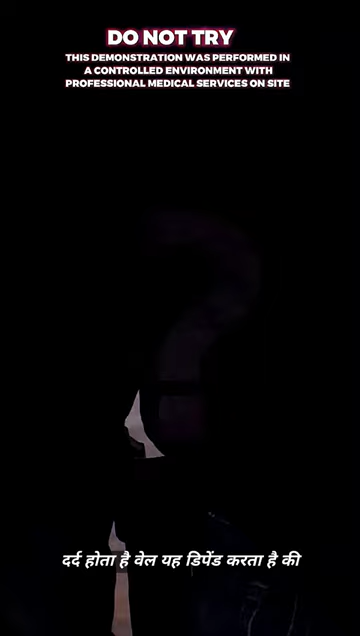 DO NOT TRY
THIS DEMONSTRATION WAS PERFORMED IN
A CONTROLLED ENVIRONMENT WITH
PROFESSIONAL MEDICAL SERVICES ON SITE
?
दर्द होता है वेल यह डिपेंड करता है की